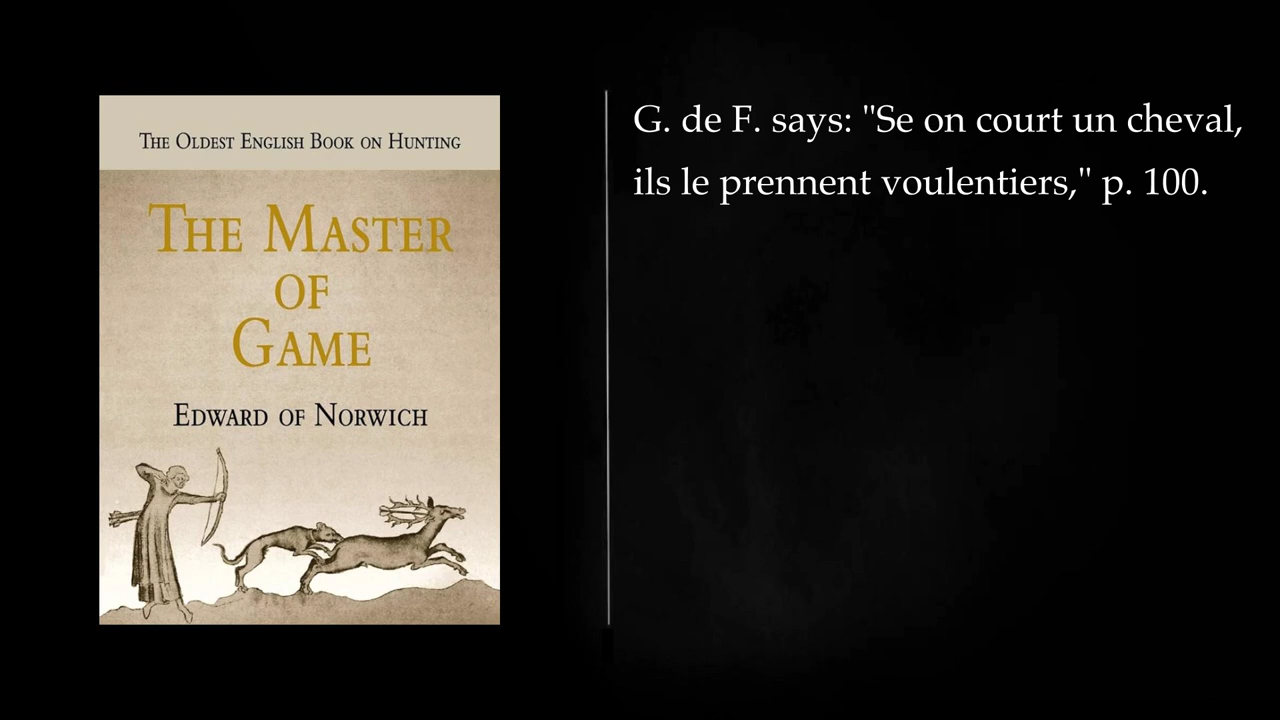 The Oldest English Book on Hunting
The Master
of
Game
Edward of Norwich
G. de F. says: "Se on court un cheval,
ils le prennent voulentiers," p. 100.